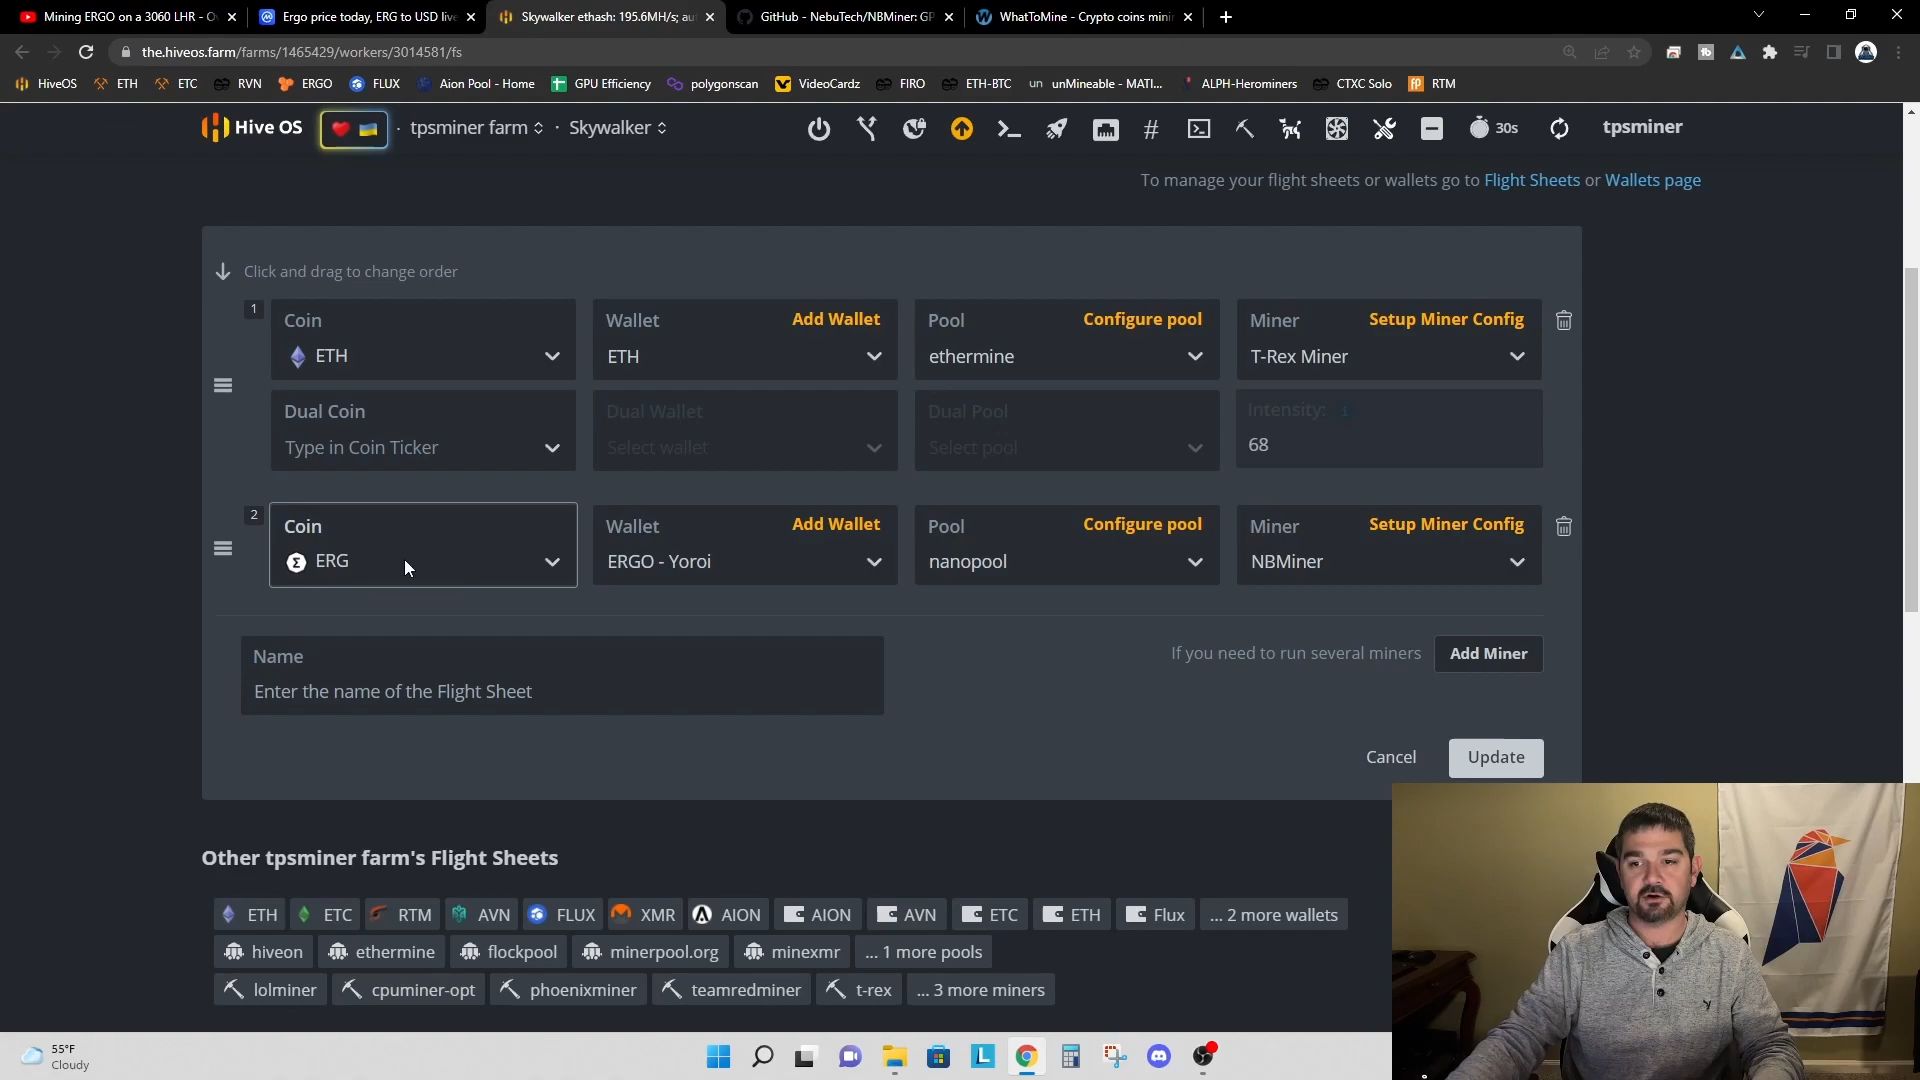 Mining ERGO on a 3060 LHR - Ov
Ergo price today, ERG to USD live
Skywalker ethash: 195.6MH/s; au
GitHub - NebuTech/NBMiner: GP
WhatToMine - Crypto coins mini
the.hiveos.farm/farms/1465429/workers/3014581/fs
HiveOS ETH ETC RVN ERGO FLUX Aion Pool - Home GPU Efficiency polygonscan VideoCardz FIRO ETH-BTC un unMineable - MATI... ALPH-Herominers CTXC Solo RTM
Hive OS · tpsminer farm · Skywalker 30s tpsminer
To manage your flight sheets or wallets go to Flight Sheets or Wallets page
Click and drag to change order
1
Coin Wallet Add Wallet Pool Configure pool Miner Setup Miner Config
ETH ETH ethermine T-Rex Miner
Dual Coin Dual Wallet Dual Pool Intensity: i
Type in Coin Ticker Select wallet Select pool 68
2
Coin Wallet Add Wallet Pool Configure pool Miner Setup Miner Config
ERG ERGO - Yoroi nanopool NBMiner
Name
Enter the name of the Flight Sheet
If you need to run several miners Add Miner
Cancel Update
Other tpsminer farm's Flight Sheets
ETH ETC RTM AVN FLUX XMR AION AION AVN ETC ETH Flux ... 2 more wallets
hiveon ethermine flockpool minerpool.org minexmr ... 1 more pools
lolminer cpuminer-opt phoenixminer teamredminer t-rex ... 3 more miners
55°F
Cloudy